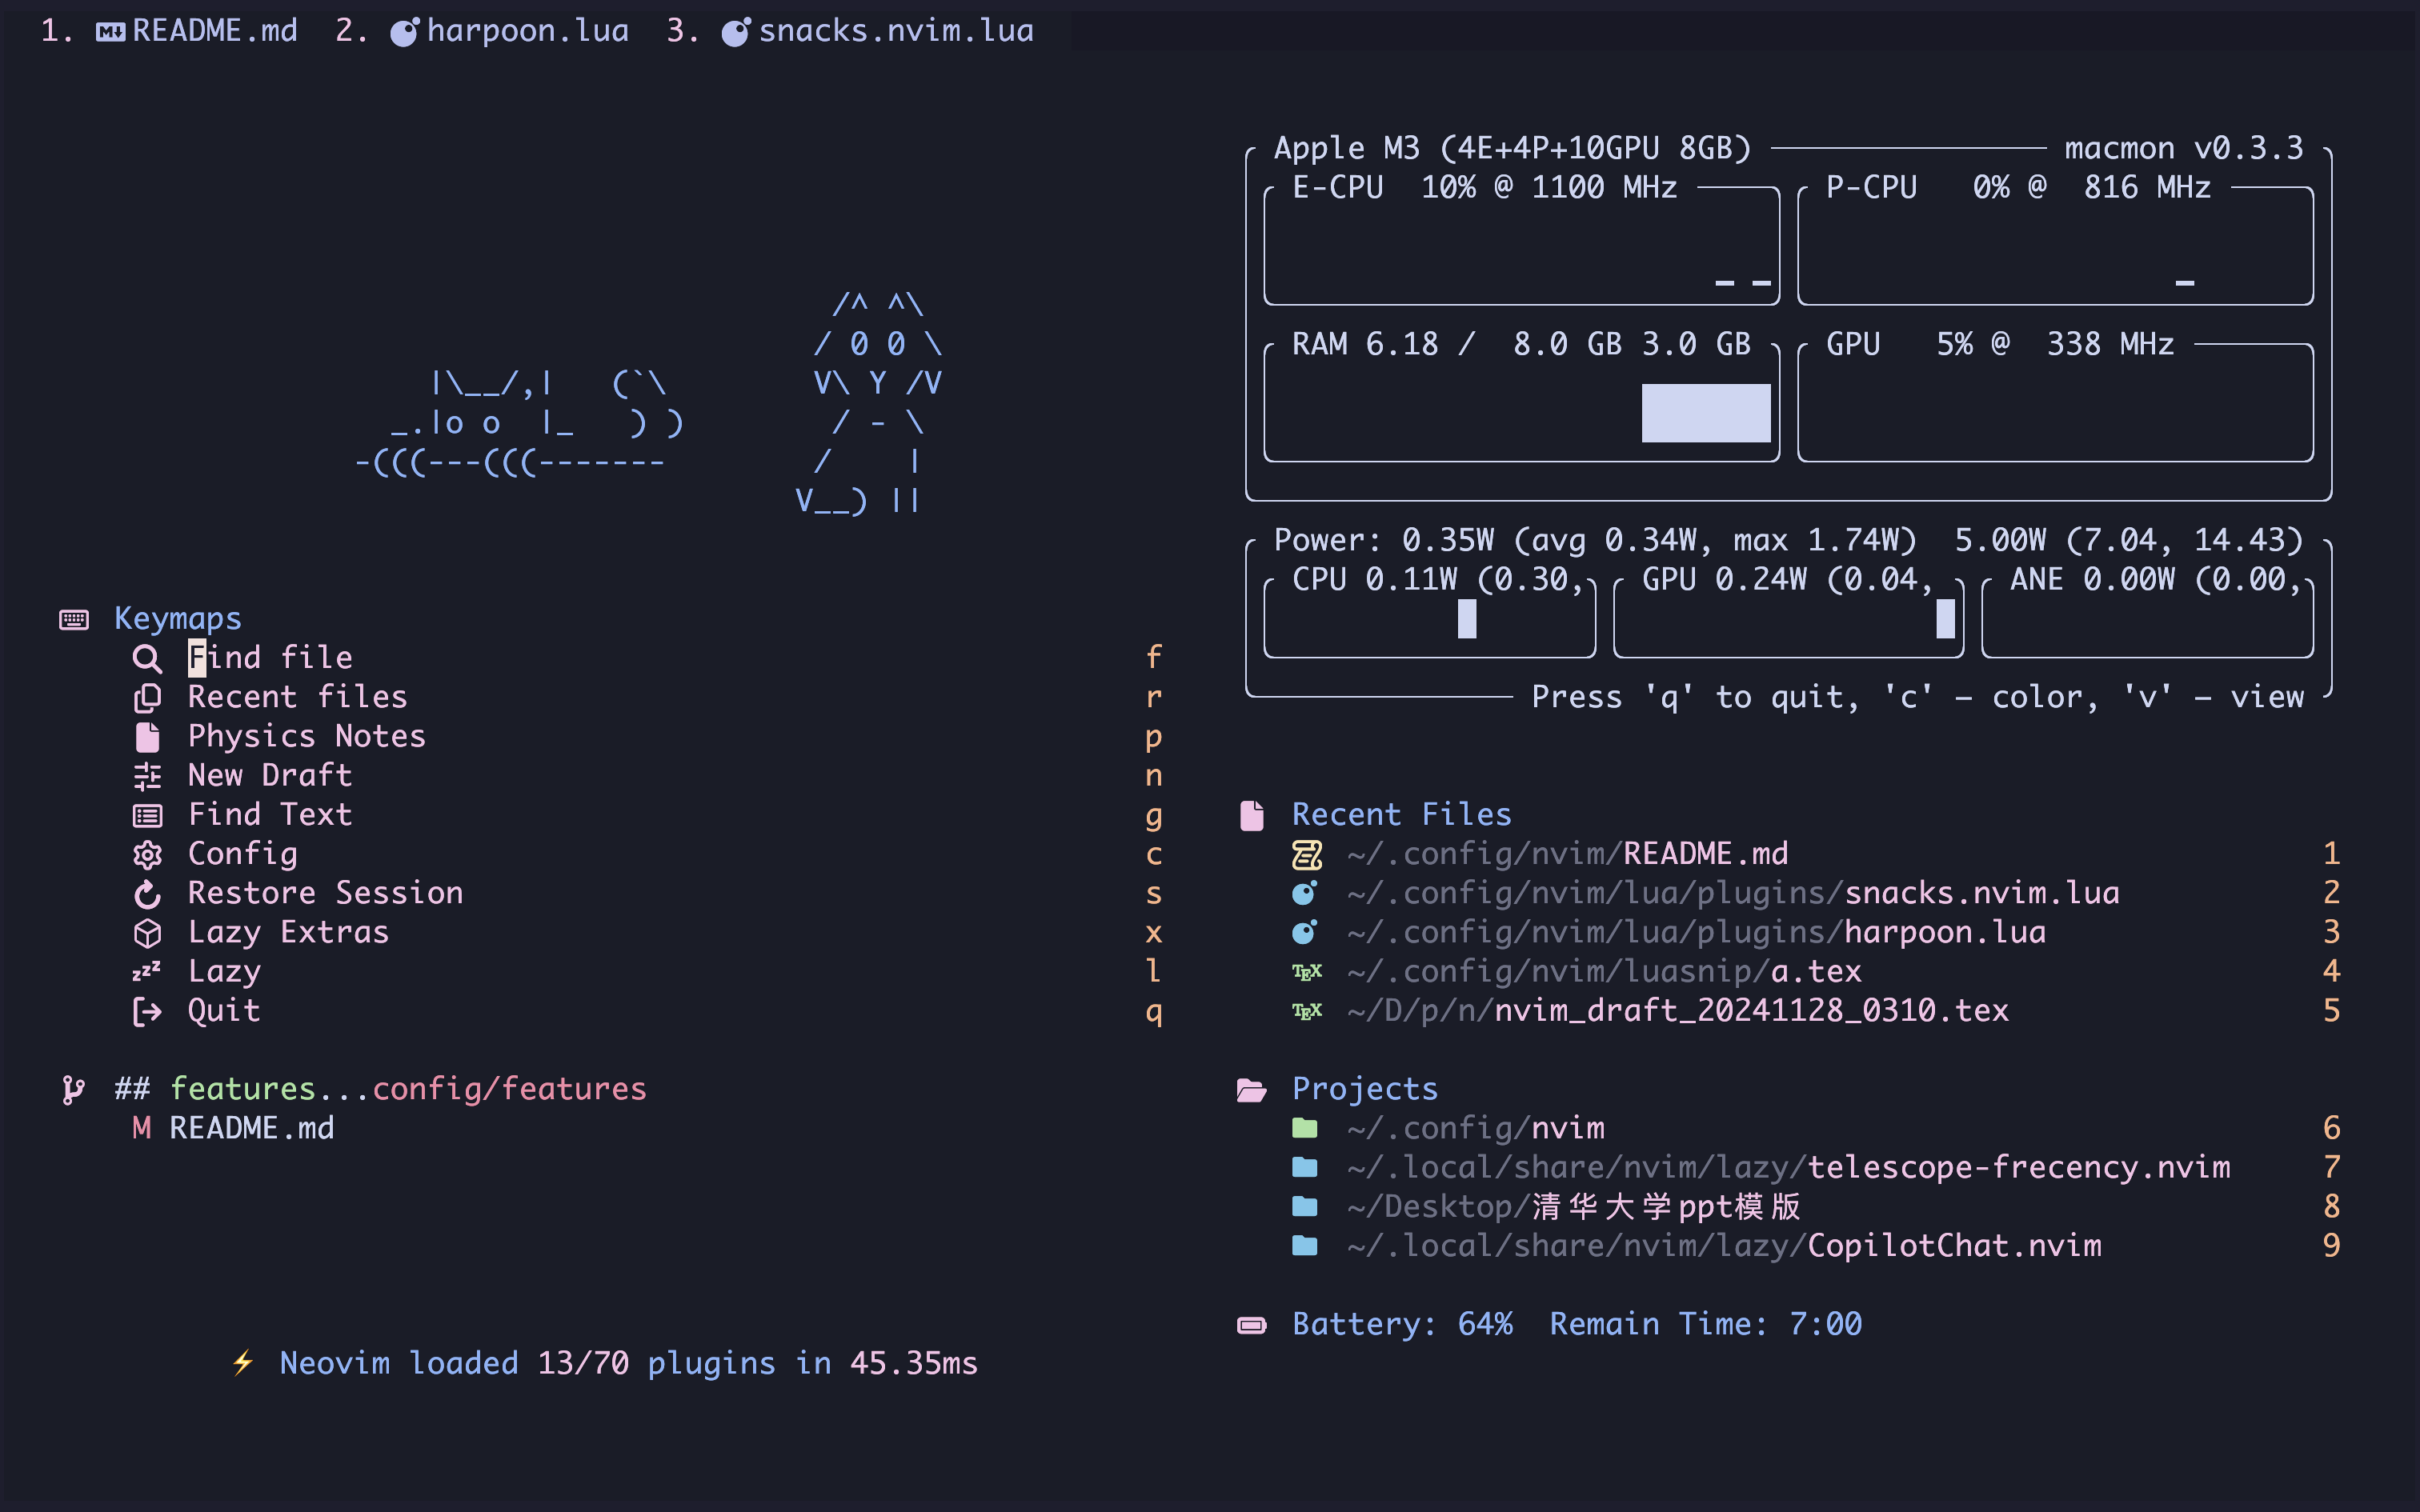 1. README.md 2. harpoon.lua 3. snacks.nvim.lua
/^ ^\
/ 0 0 \
|\__/,|   (`\   V\ Y /V
_.|o o  |_   ) )   / - \
-(((---(((-------   /    |
V__) ||
Keymaps
Find file f
Recent files r
Physics Notes p
New Draft n
Find Text g
Config c
Restore Session s
Lazy Extras x
Lazy l
Quit q
## features...config/features
M README.md
⚡ Neovim loaded 13/70 plugins in 45.35ms
Apple M3 (4E+4P+10GPU 8GB) macmon v0.3.3
E-CPU 10% @ 1100 MHz P-CPU 0% @ 816 MHz
RAM 6.18 / 8.0 GB 3.0 GB GPU 5% @ 338 MHz
Power: 0.35W (avg 0.34W, max 1.74W) 5.00W (7.04, 14.43)
CPU 0.11W (0.30, GPU 0.24W (0.04, ANE 0.00W (0.00,
Press 'q' to quit, 'c' – color, 'v' – view
Recent Files
~/.config/nvim/README.md 1
~/.config/nvim/lua/plugins/snacks.nvim.lua 2
~/.config/nvim/lua/plugins/harpoon.lua 3
TEX ~/.config/nvim/luasnip/a.tex 4
TEX ~/D/p/n/nvim_draft_20241128_0310.tex 5
Projects
~/.config/nvim 6
~/.local/share/nvim/lazy/telescope-frecency.nvim 7
~/Desktop/清华大学ppt模版 8
~/.local/share/nvim/lazy/CopilotChat.nvim 9
Battery: 64% Remain Time: 7:00